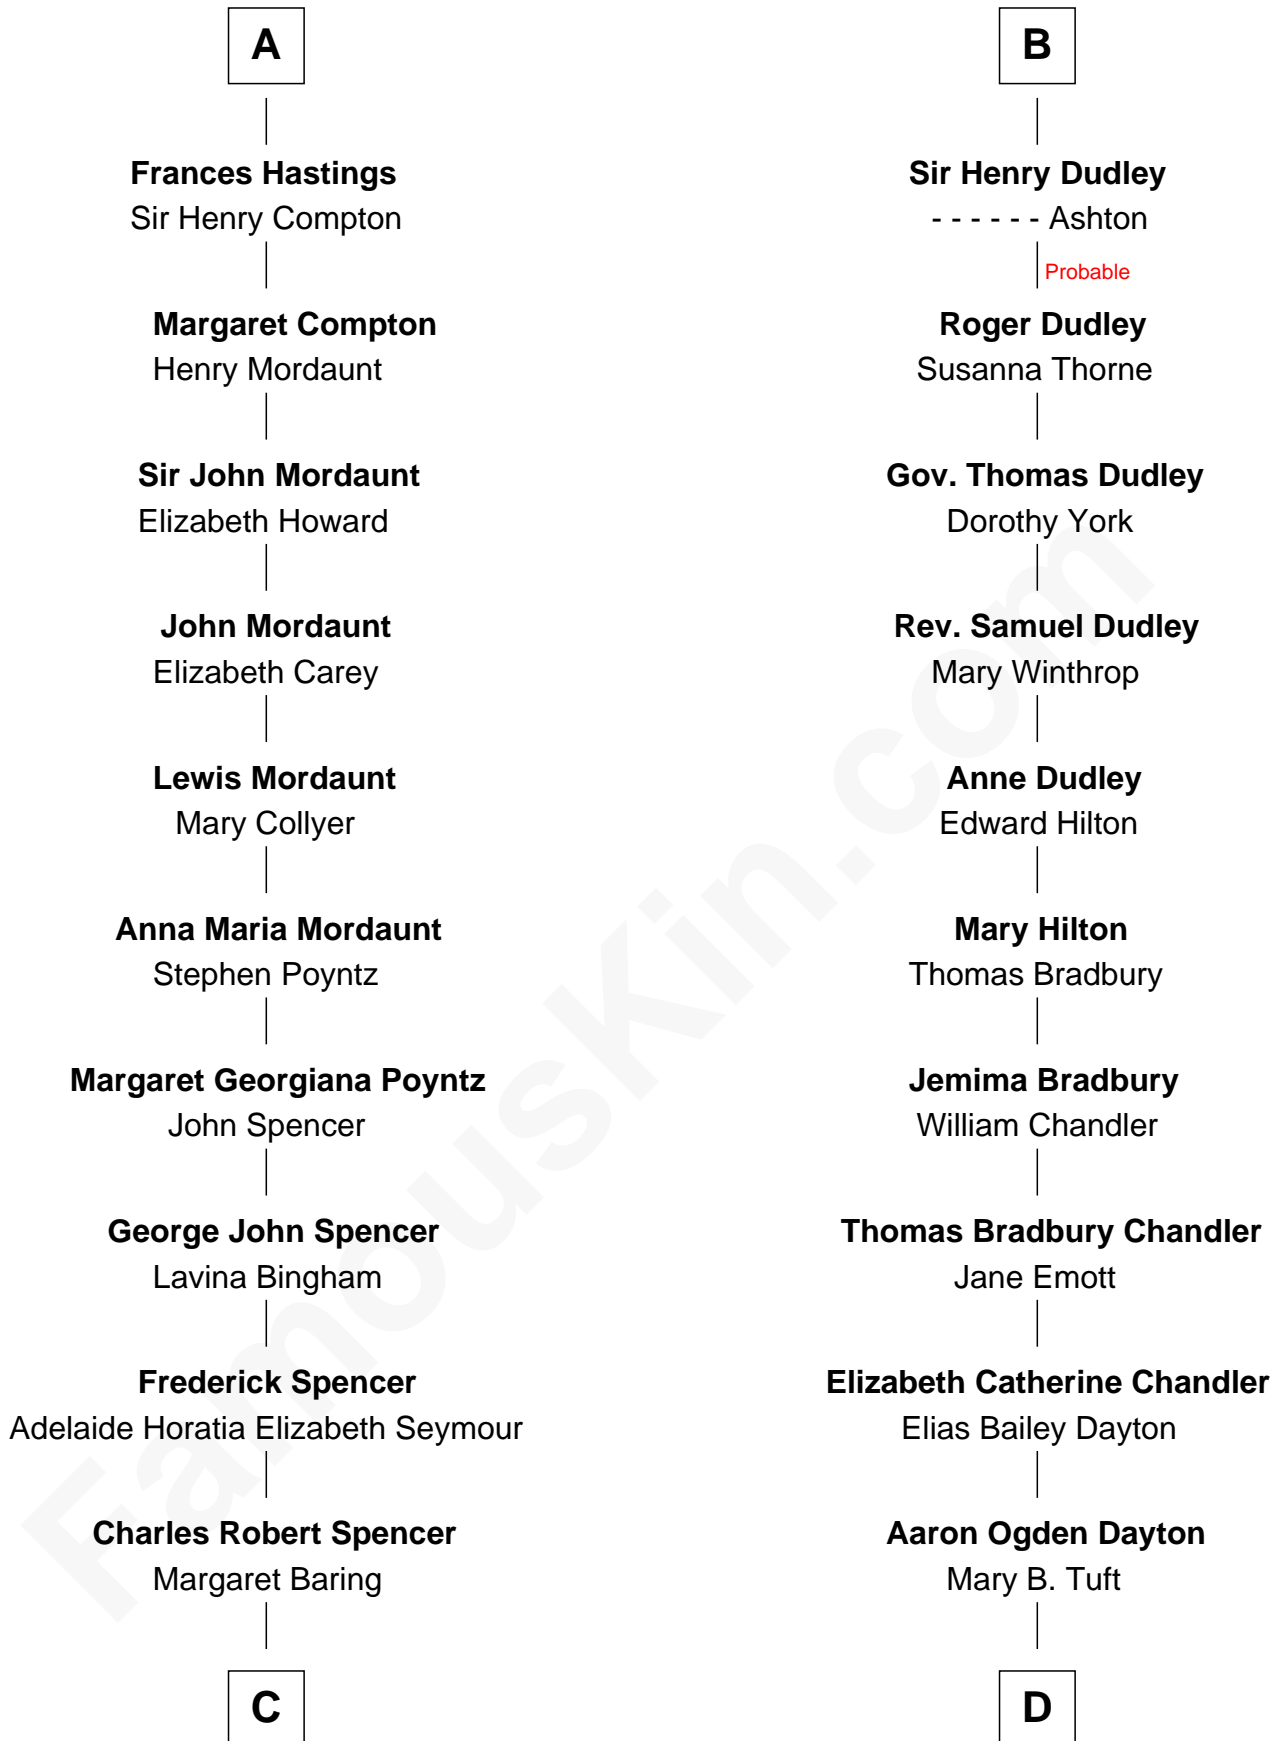 A
Frances Hastings
Sir Henry Compton
Margaret Compton
Henry Mordaunt
Sir John Mordaunt
Elizabeth Howard
John Mordaunt
Elizabeth Carey
Lewis Mordaunt
Mary Collyer
Anna Maria Mordaunt
Stephen Poyntz
Margaret Georgiana Poyntz
John Spencer
George John Spencer
Lavina Bingham
Frederick Spencer
Adelaide Horatia Elizabeth Seymour
Charles Robert Spencer
Margaret Baring
C
B
Sir Henry Dudley
- - - - - - Ashton
Probable
Roger Dudley
Susanna Thorne
Gov. Thomas Dudley
Dorothy York
Rev. Samuel Dudley
Mary Winthrop
Anne Dudley
Edward Hilton
Mary Hilton
Thomas Bradbury
Jemima Bradbury
William Chandler
Thomas Bradbury Chandler
Jane Emott
Elizabeth Catherine Chandler
Elias Bailey Dayton
Aaron Ogden Dayton
Mary B. Tuft
D
FamousKin.com